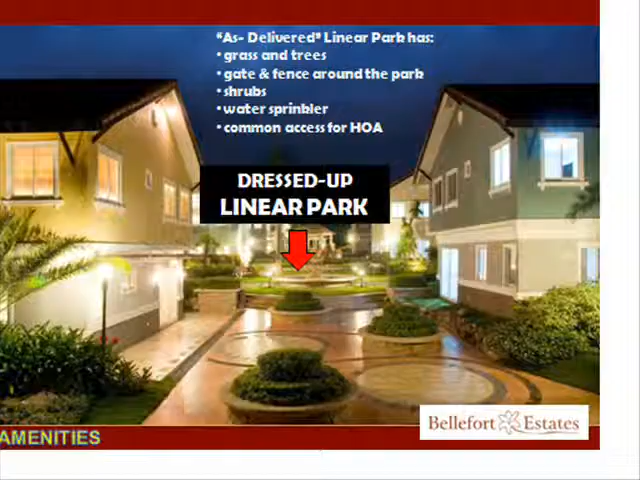 "As- Delivered" Linear Park has:
• grass and trees
• gate & fence around the park
• shrubs
• water sprinkler
• common access for HOA
DRESSED-UP
LINEAR PARK
Bellefort Estates
AMENITIES